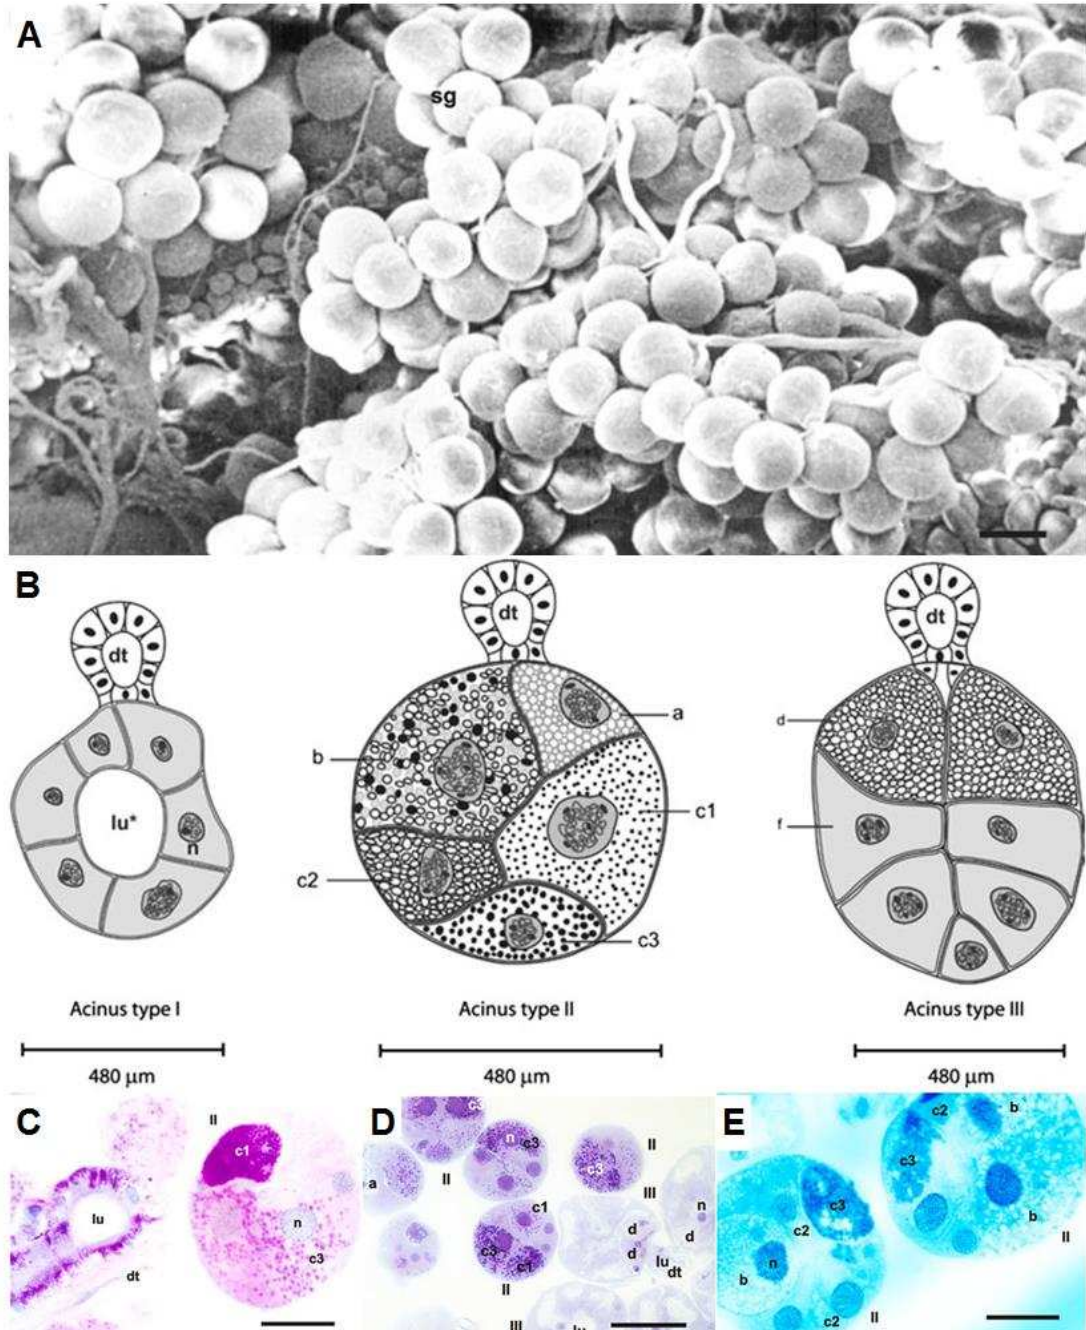 A
sg
B
dt
dt
dt
a
d
b
lu*
c1
f
n
c2
c3
Acinus type I
Acinus type II
Acinus type III
480 µm
480 µm
480 µm
C
II
c1
lu
n
c3
dt
D
c3
n
c3
II
c3
a
II
III
n
c1
d
d
d
c3
c1
lu
dt
II
III
lu
E
c2
b
c3
c3
c2
b
n
b
II
c2
II